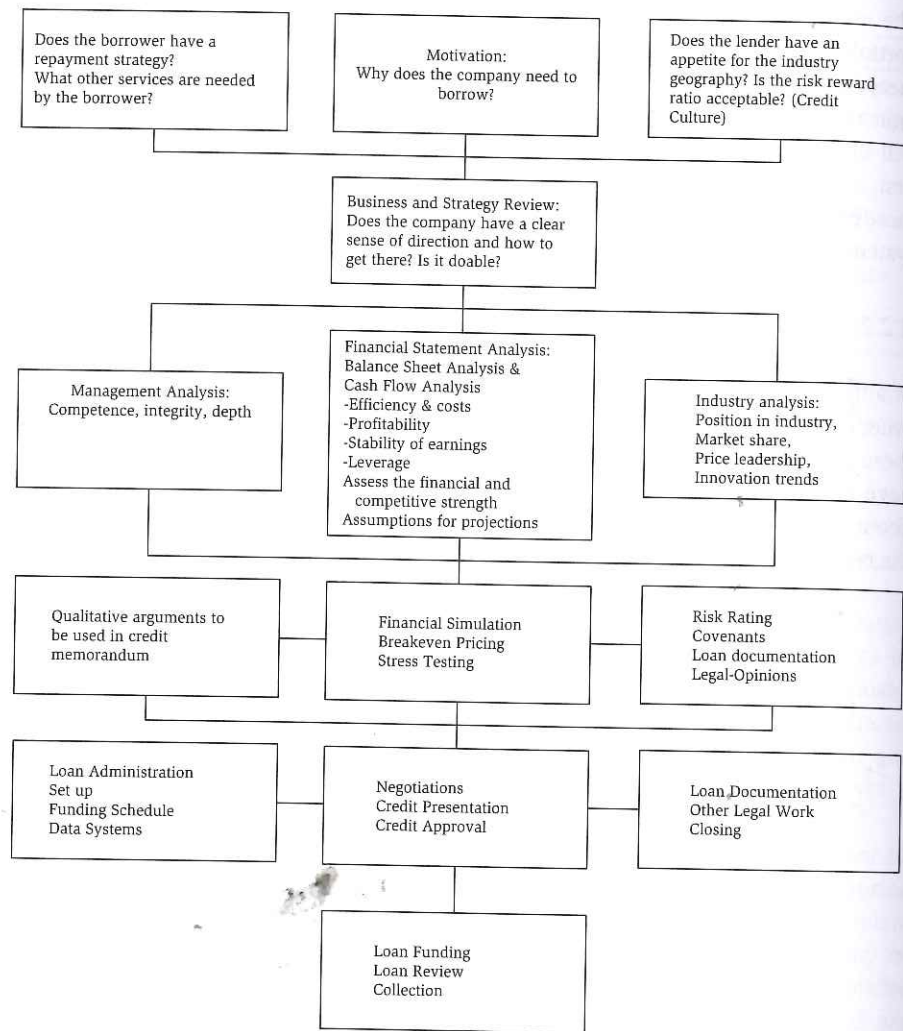 Does the borrower have a
repayment strategy?
What other services are needed
by the borrower?
Motivation:
Why does the company need to
borrow?
Does the lender have an
appetite for the industry
geography? Is the risk reward
ratio acceptable? (Credit
Culture)
Business and Strategy Review:
Does the company have a clear
sense of direction and how to
get there? Is it doable?
Management Analysis:
Competence, integrity, depth
Financial Statement Analysis:
Balance Sheet Analysis &
Cash Flow Analysis
-Efficiency & costs
-Profitability
-Stability of earnings
-Leverage
Assess the financial and
competitive strength
Assumptions for projections
Industry analysis:
Position in industry,
Market share,
Price leadership,
Innovation trends
Qualitative arguments to
be used in credit
memorandum
Financial Simulation
Breakeven Pricing
Stress Testing
Risk Rating
Covenants
Loan documentation
Legal-Opinions
Loan Administration
Set up
Funding Schedule
Data Systems
Negotiations
Credit Presentation
Credit Approval
Loan Documentation
Other Legal Work
Closing
Loan Funding
Loan Review
Collection